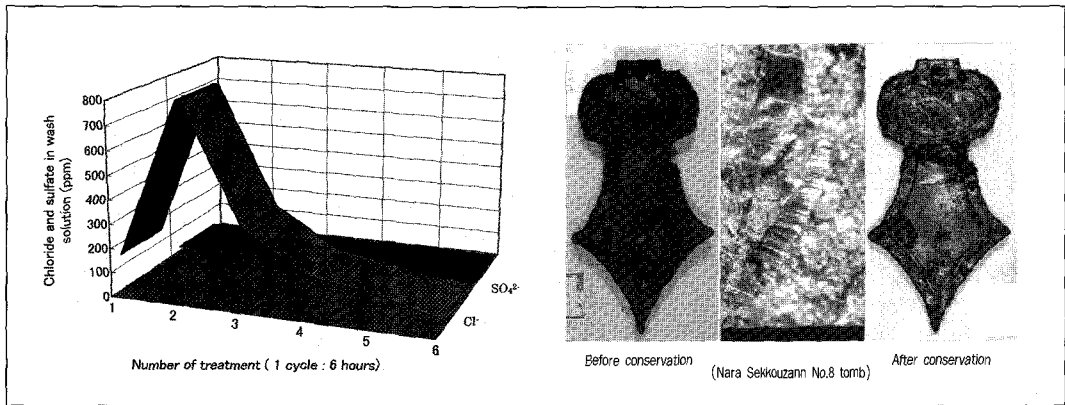 Chloride and sulfate in wash
solution (ppm)
800
700
600
500
400
300
200
100
0
1
2
3
4
5
6
SO₄²⁻
Cl⁻
Number of treatment ( 1 cycle : 6 hours)
Before conservation
(Nara Sekkouzann No.8 tomb)
After conservation